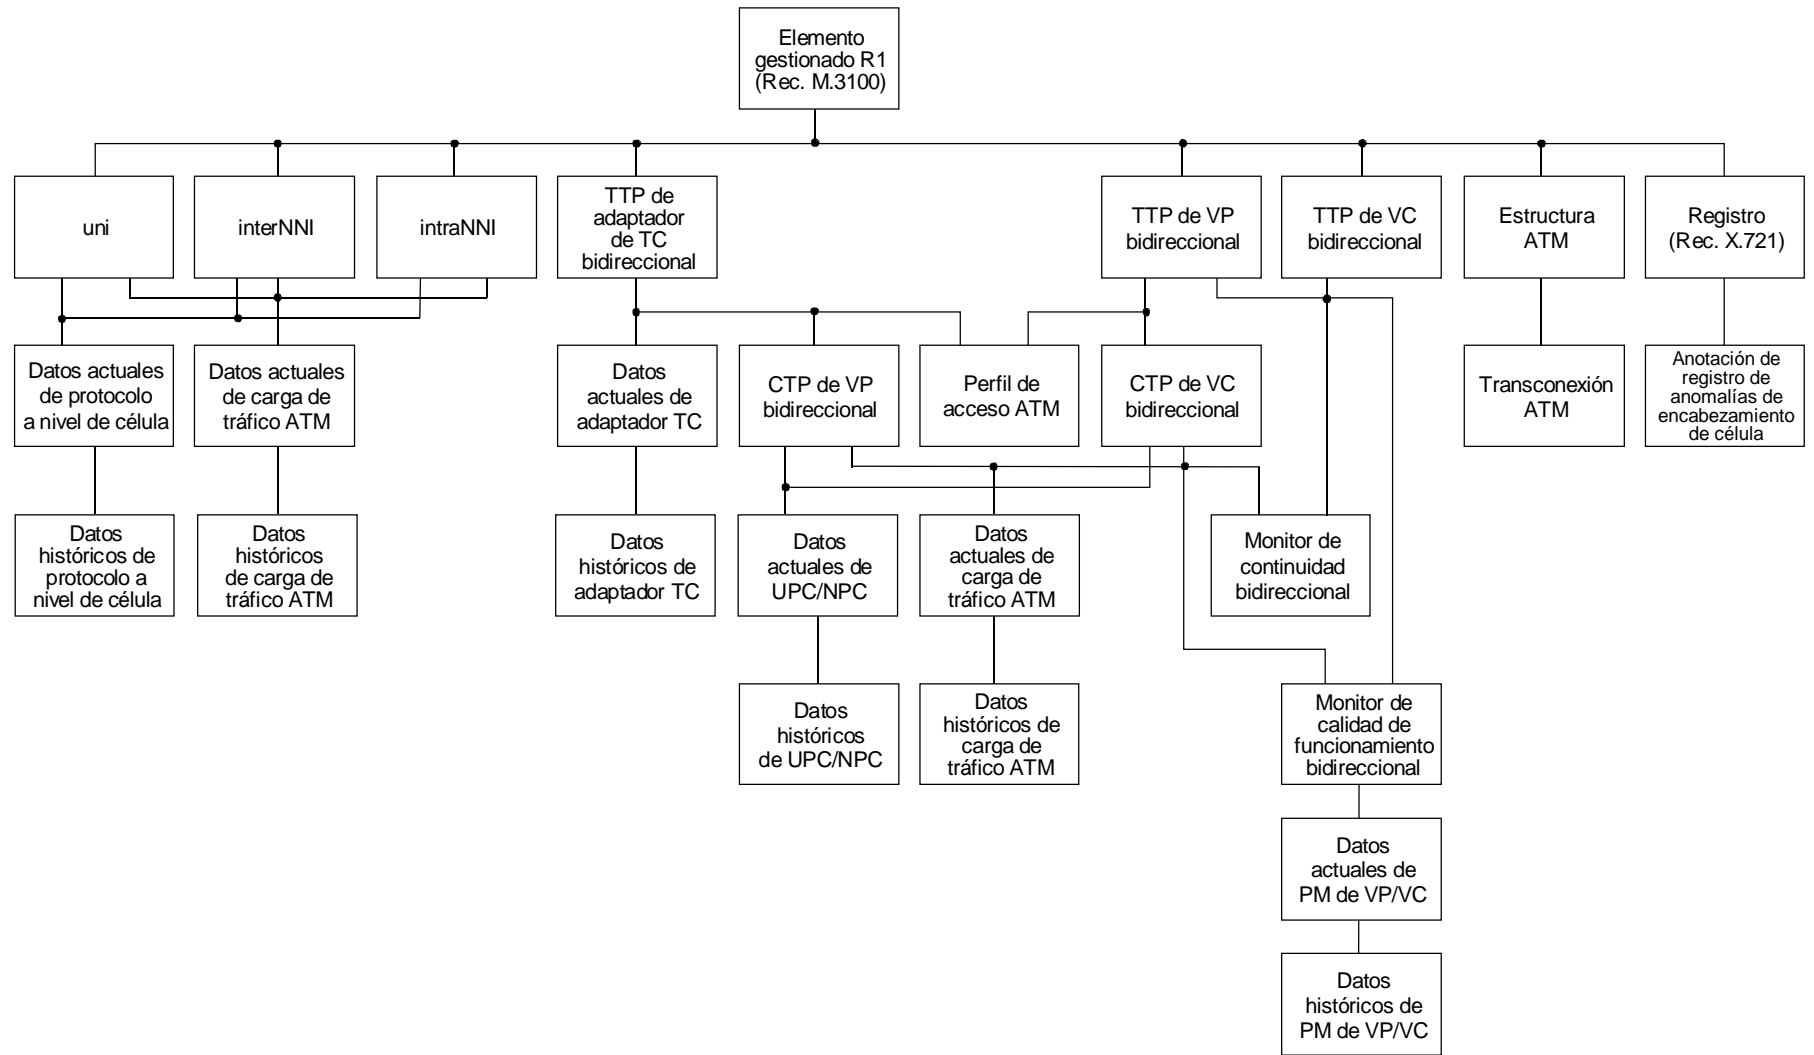 Elemento
gestionado R1
(Rec. M.3100)
uni
interNNI
intraNNI
TTP de
adaptador
de TC
bidireccional
TTP de VP
bidireccional
TTP de VC
bidireccional
Estructura
ATM
Registro
(Rec. X.721)
Datos actuales
de protocolo
a nivel de célula
Datos actuales
de carga de
tráfico ATM
Datos
actuales de
adaptador TC
CTP de VP
bidireccional
Perfil de
acceso ATM
CTP de VC
bidireccional
Transconexión
ATM
Anotación de
registro de
anomalías de
encabezamiento
de célula
Datos
históricos de
protocolo a
nivel de célula
Datos
históricos
de carga de
tráfico ATM
Datos
históricos de
adaptador TC
Datos
actuales de
UPC/NPC
Datos
actuales de
carga de
tráfico ATM
Monitor de
continuidad
bidireccional
Datos
históricos
de UPC/NPC
Datos
históricos de
carga de
tráfico ATM
Monitor de
calidad de
funcionamiento
bidireccional
Datos
actuales de
PM de VP/VC
Datos
históricos de
PM de VP/VC